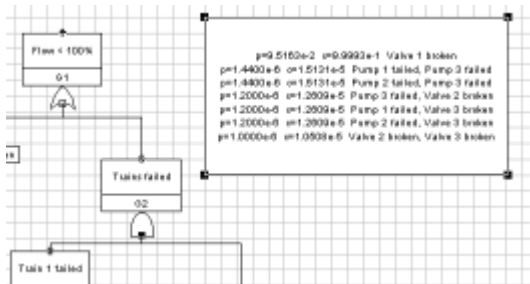 Flow < 100%
G1
p=9.5163e-2 c=9.9993e-1 Valve 1 broken
p=1.4400e-6 c=1.5131e-5 Pump 1 failed, Pump 3 failed
p=1.4400e-6 c=1.5131e-5 Pump 2 failed, Pump 3 failed
p=1.2000e-6 c=1.2609e-5 Pump 3 failed, Valve 2 broken
p=1.2000e-6 c=1.2609e-5 Pump 1 failed, Valve 3 broken
p=1.2000e-6 c=1.2609e-5 Pump 2 failed, Valve 3 broken
p=1.0000e-6 c=1.0508e-5 Valve 2 broken, Valve 3 broken
Trains failed
G2
Train 1 failed